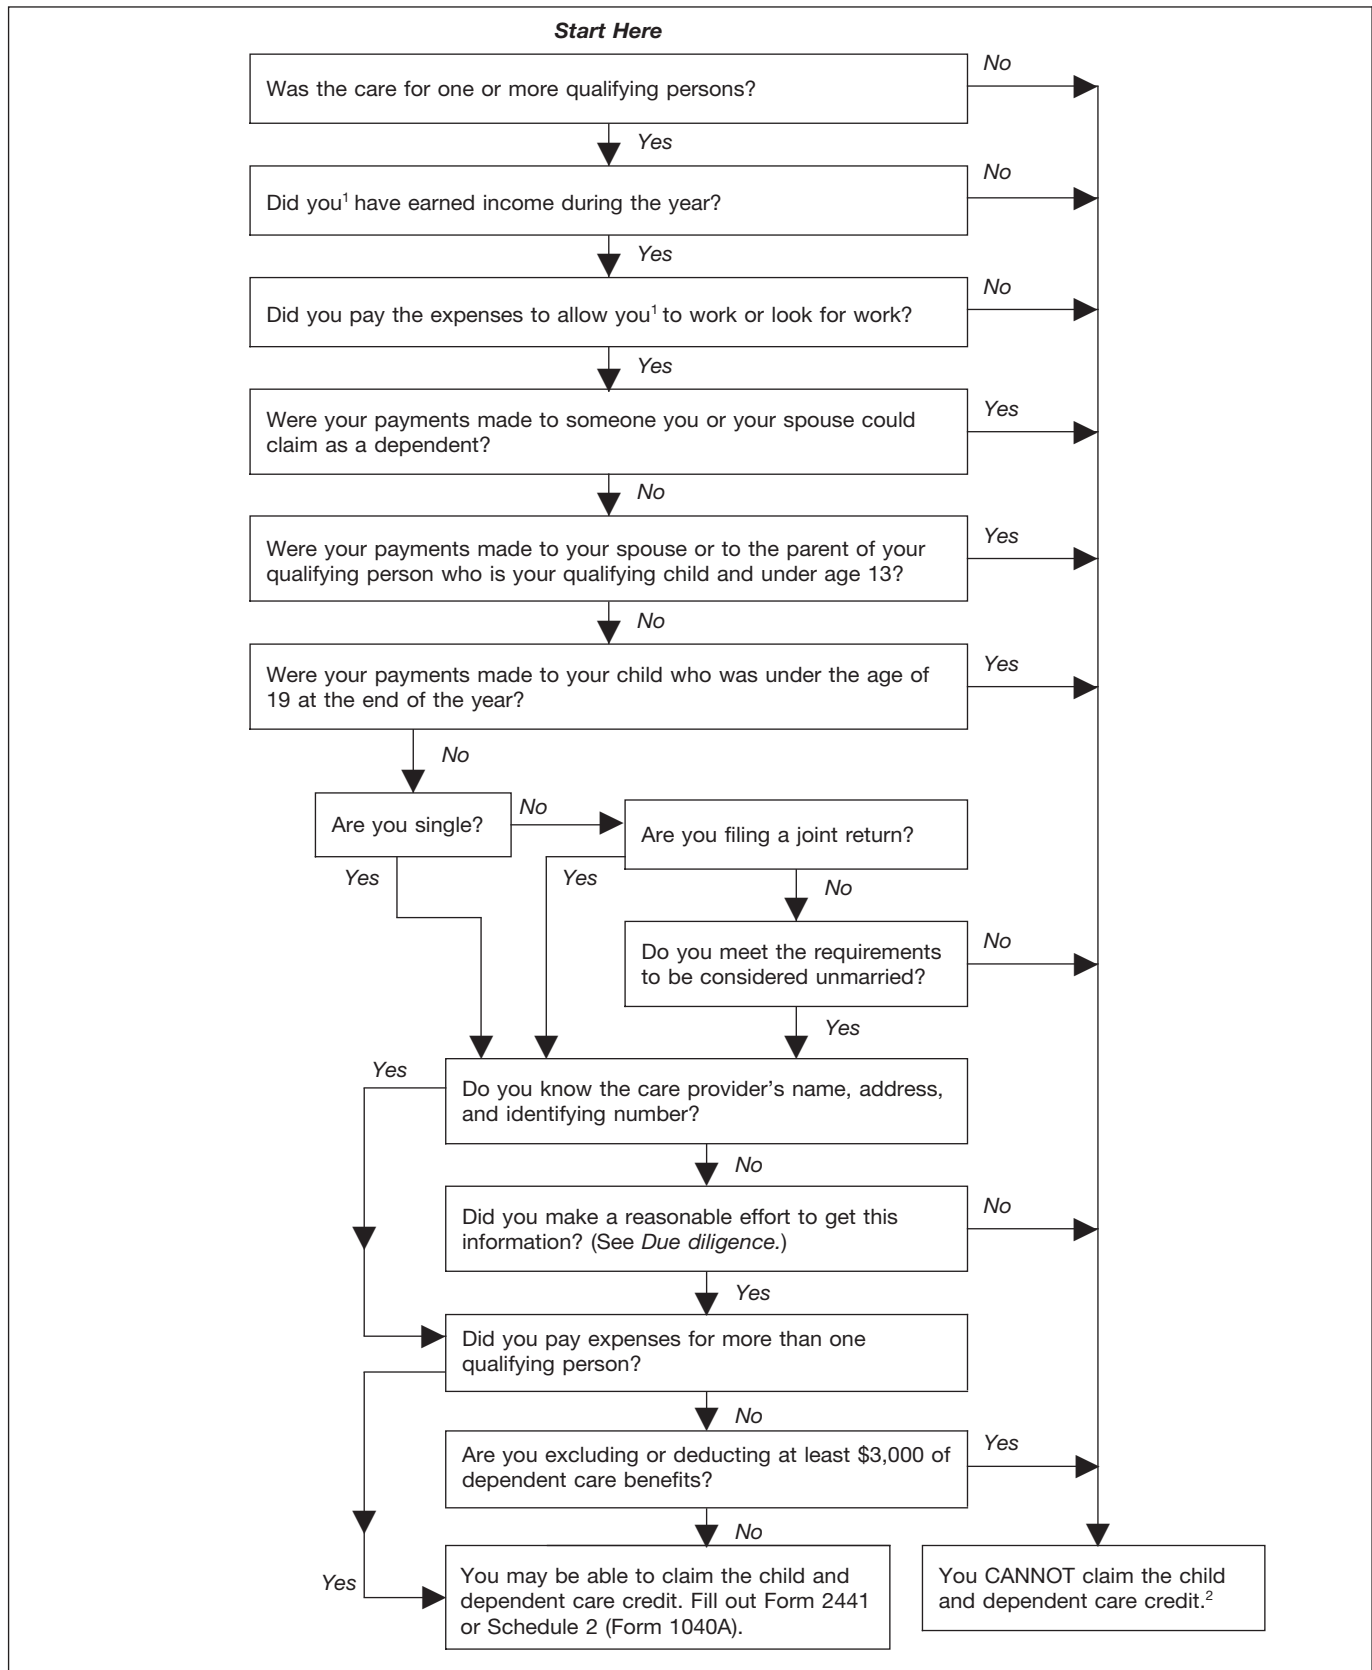 Start Here
Was the care for one or more qualifying persons?
No
Yes
Did you¹ have earned income during the year?
No
Yes
Did you pay the expenses to allow you¹ to work or look for work?
No
Yes
Were your payments made to someone you or your spouse could
claim as a dependent?
Yes
No
Were your payments made to your spouse or to the parent of your
qualifying person who is your qualifying child and under age 13?
Yes
No
Were your payments made to your child who was under the age of
19 at the end of the year?
Yes
No
Are you single?
No
Are you filing a joint return?
Yes
Yes
No
Do you meet the requirements
to be considered unmarried?
No
Yes
Do you know the care provider's name, address,
and identifying number?
Yes
No
Did you make a reasonable effort to get this
information? (See Due diligence.)
No
Yes
Did you pay expenses for more than one
qualifying person?
No
Are you excluding or deducting at least $3,000 of
dependent care benefits?
Yes
No
Yes
You may be able to claim the child and
dependent care credit. Fill out Form 2441
or Schedule 2 (Form 1040A).
You CANNOT claim the child
and dependent care credit.²